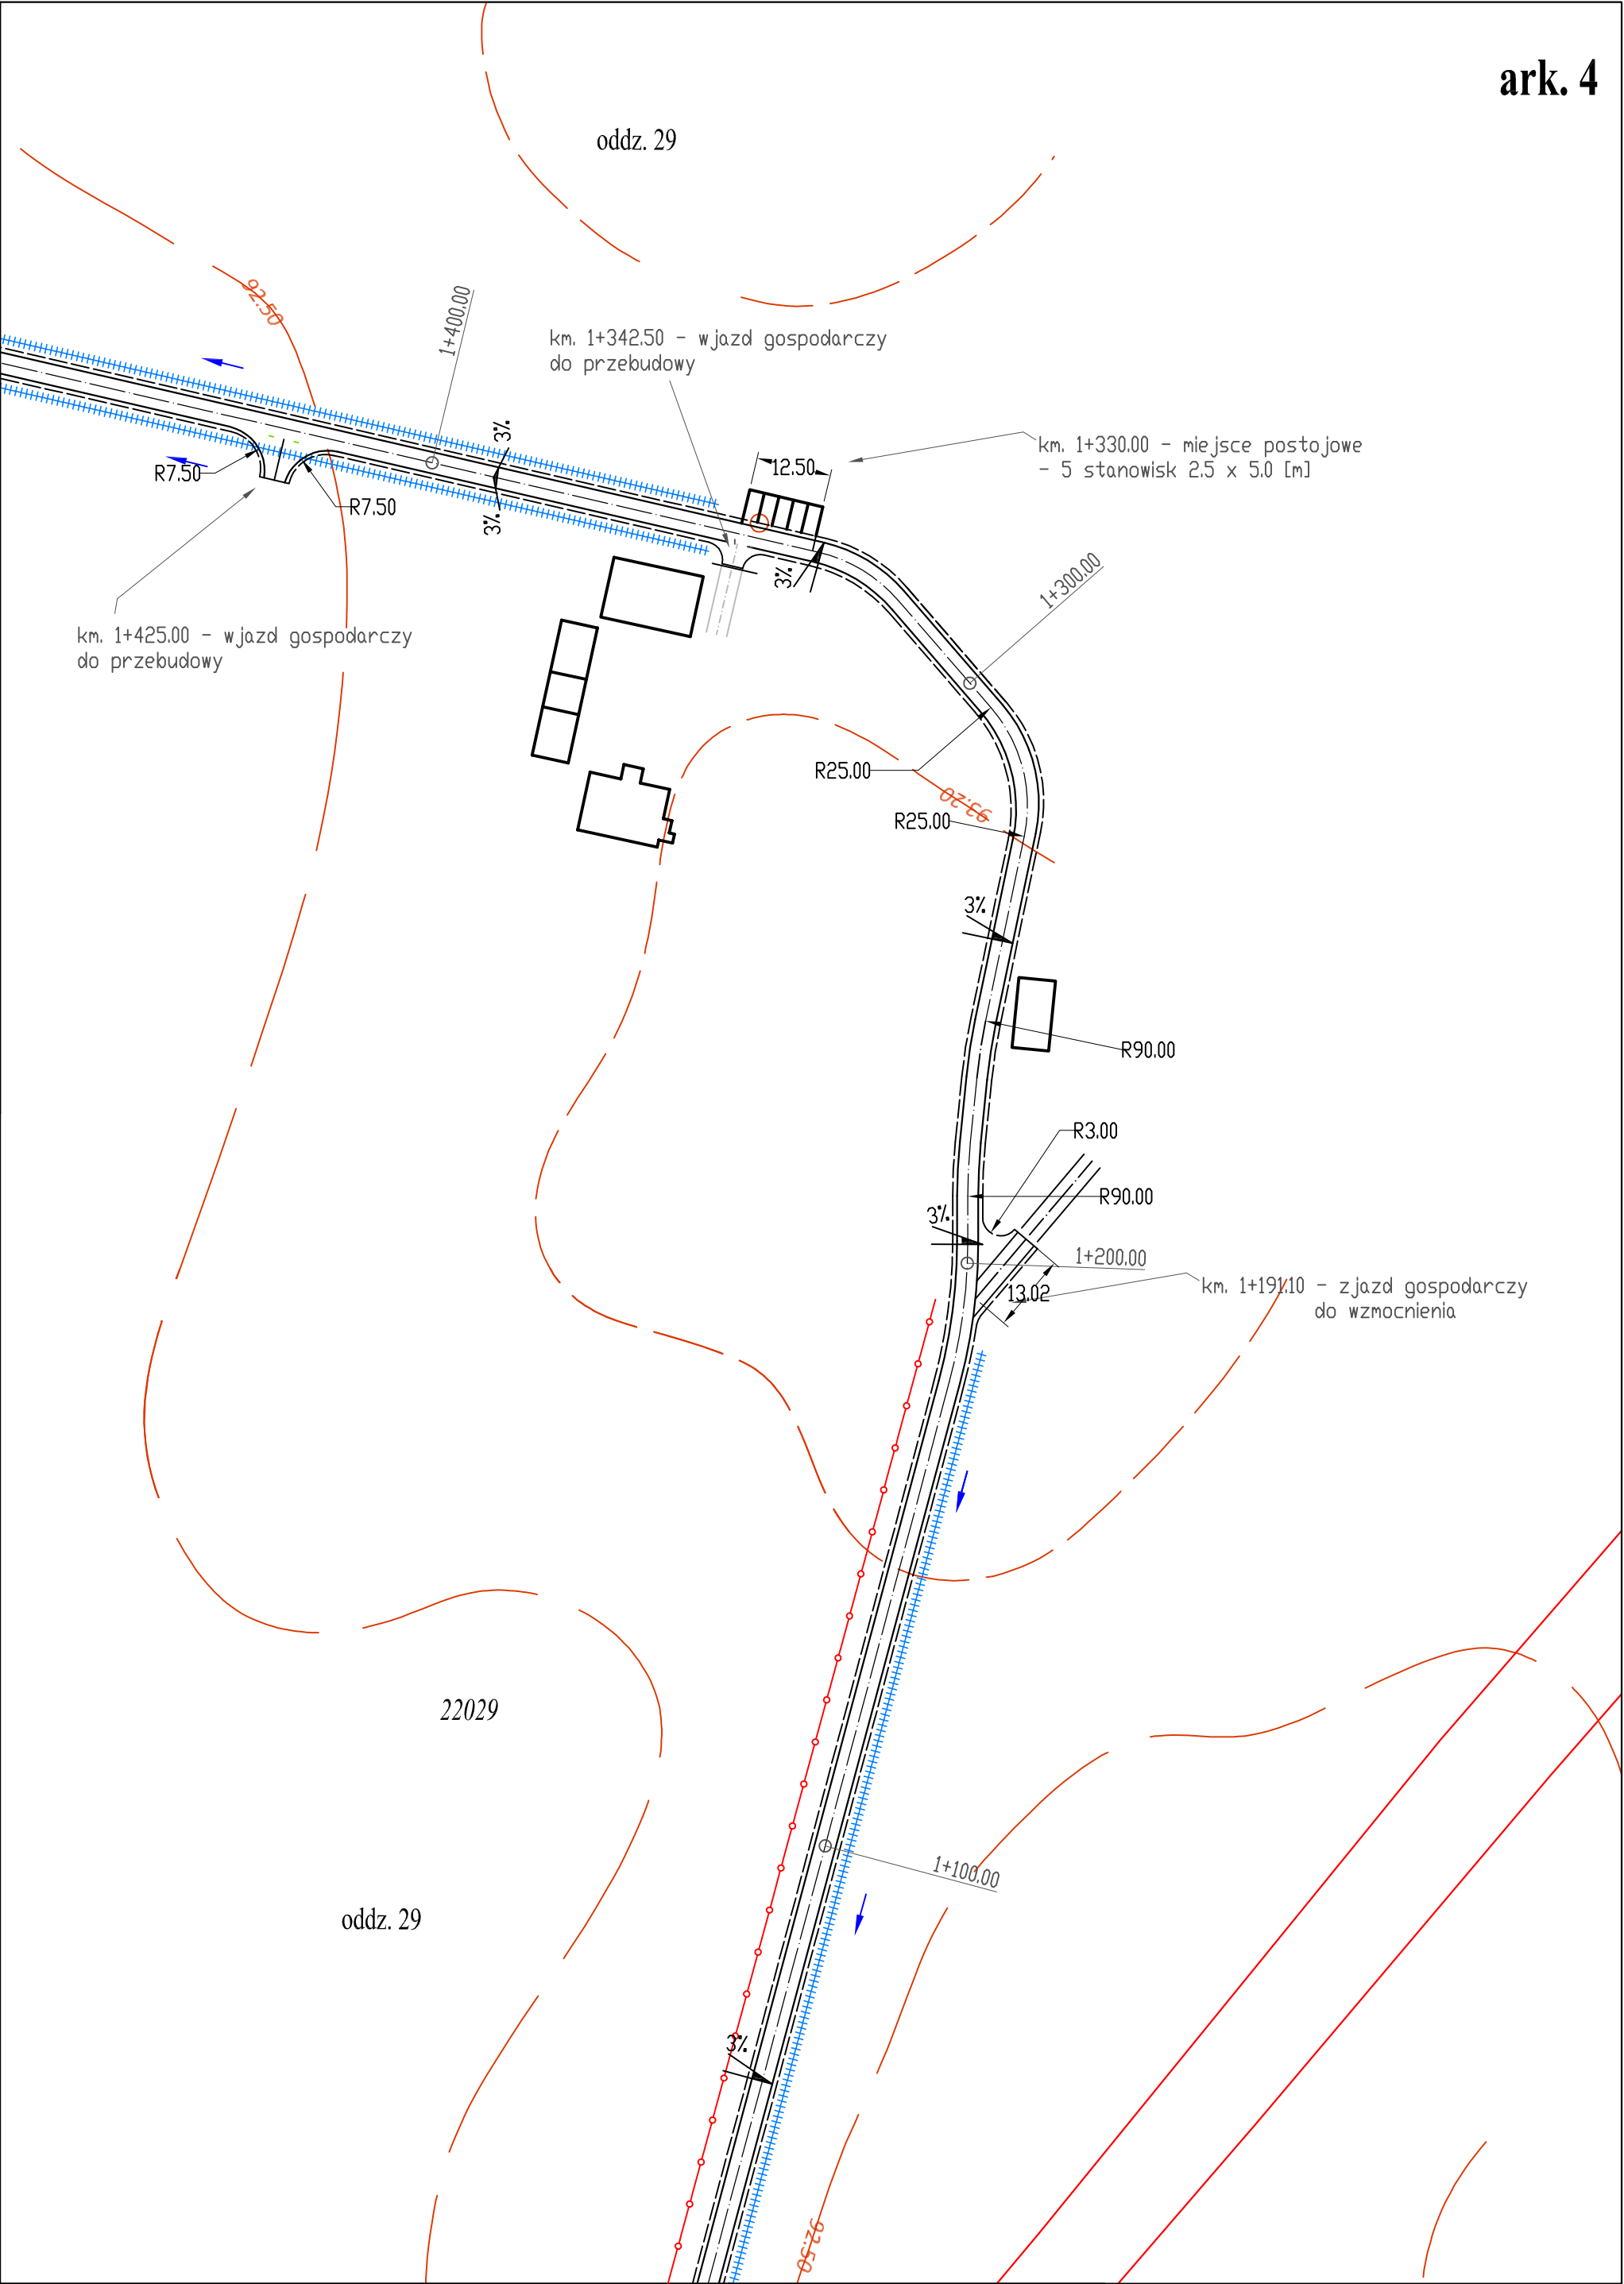 ark. 4
oddz. 29
92.50
1+400.00
km. 1+342.50 - wjazd gospodarczy
do przebudowy
km. 1+330.00 - miejsce postojowe
- 5 stanowisk 2.5 x 5.0 [m]
12.50
3%
3%
R7.50
R7.50
3%
1+300.00
km. 1+425.00 - wjazd gospodarczy
do przebudowy
R25.00
93.20
R25.00
3%
R90.00
R3.00
R90.00
3%
1+200.00
13.02
km. 1+191.10 - zjazd gospodarczy
do wzmocnienia
22029
1+100.00
oddz. 29
3%
92.50